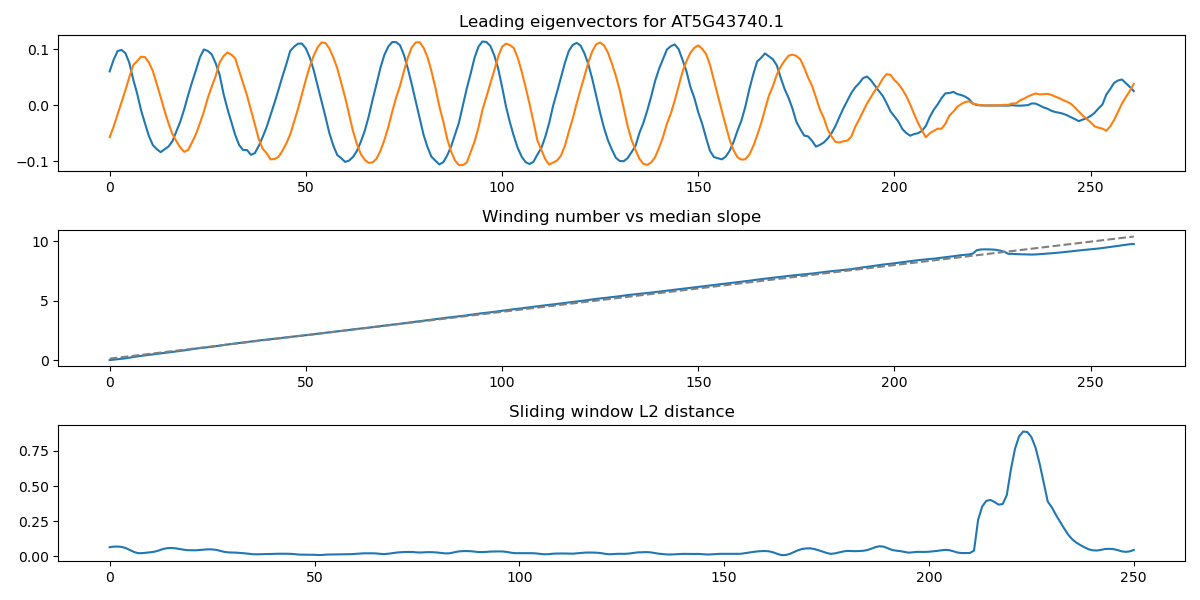 Leading eigenvectors for AT5G43740.1
0.1
0.0
−0.1
0 50 100 150 200 250
Winding number vs median slope
10
5
0
0 50 100 150 200 250
Sliding window L2 distance
0.75
0.50
0.25
0.00
0 50 100 150 200 250